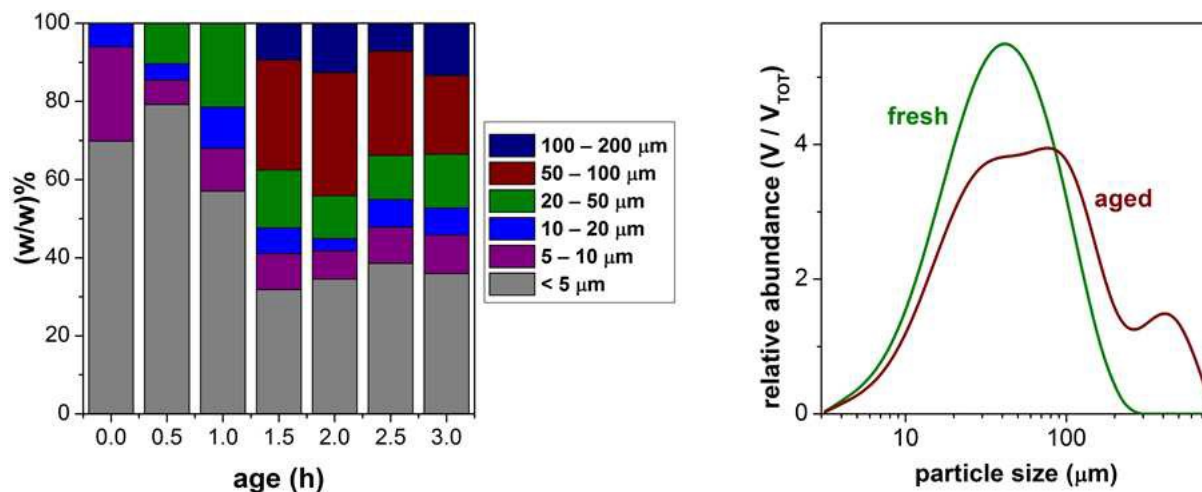 100
80
60
40
20
0
(w/w)%
0.0 0.5 1.0 1.5 2.0 2.5 3.0
age (h)
100 – 200 μm
50 – 100 μm
20 – 50 μm
10 – 20 μm
5 – 10 μm
< 5 μm
relative abundance (V / V_TOT)
4
2
0
fresh
aged
10 100
particle size (μm)